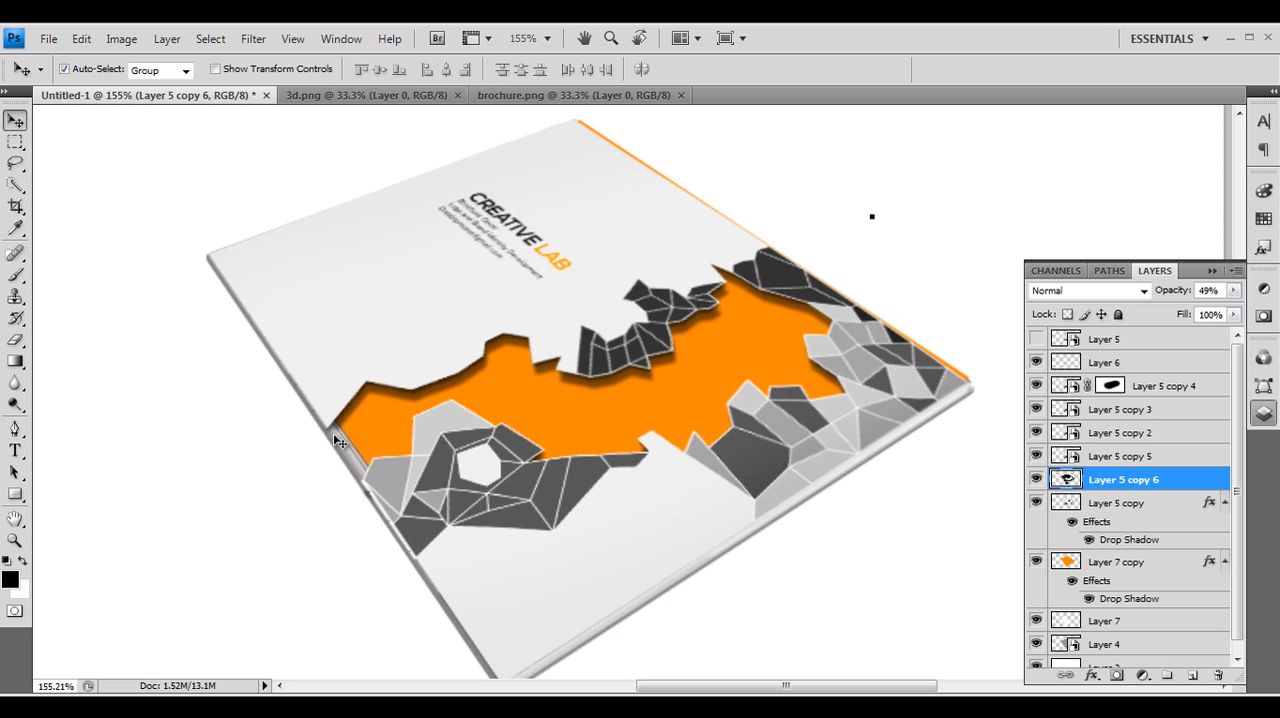 Ps File Edit Image Layer Select Filter View Window Help Br 155% ESSENTIALS
Auto-Select: Group Show Transform Controls
Untitled-1 @ 155% (Layer 5 copy 6, RGB/8) * × 3d.png @ 33.3% (Layer 0, RGB/8) × brochure.png @ 33.3% (Layer 0, RGB/8) ×
CREATIVE LAB
CHANNELS PATHS LAYERS
Normal Opacity: 49%
Lock: Fill: 100%
Layer 5
Layer 6
Layer 5 copy 4
Layer 5 copy 3
Layer 5 copy 2
Layer 5 copy 5
Layer 5 copy 6
Layer 5 copy fx
Effects
Drop Shadow
Layer 7 copy fx
Effects
Drop Shadow
Layer 7
Layer 4
155.21% Doc: 1.52M/13.1M